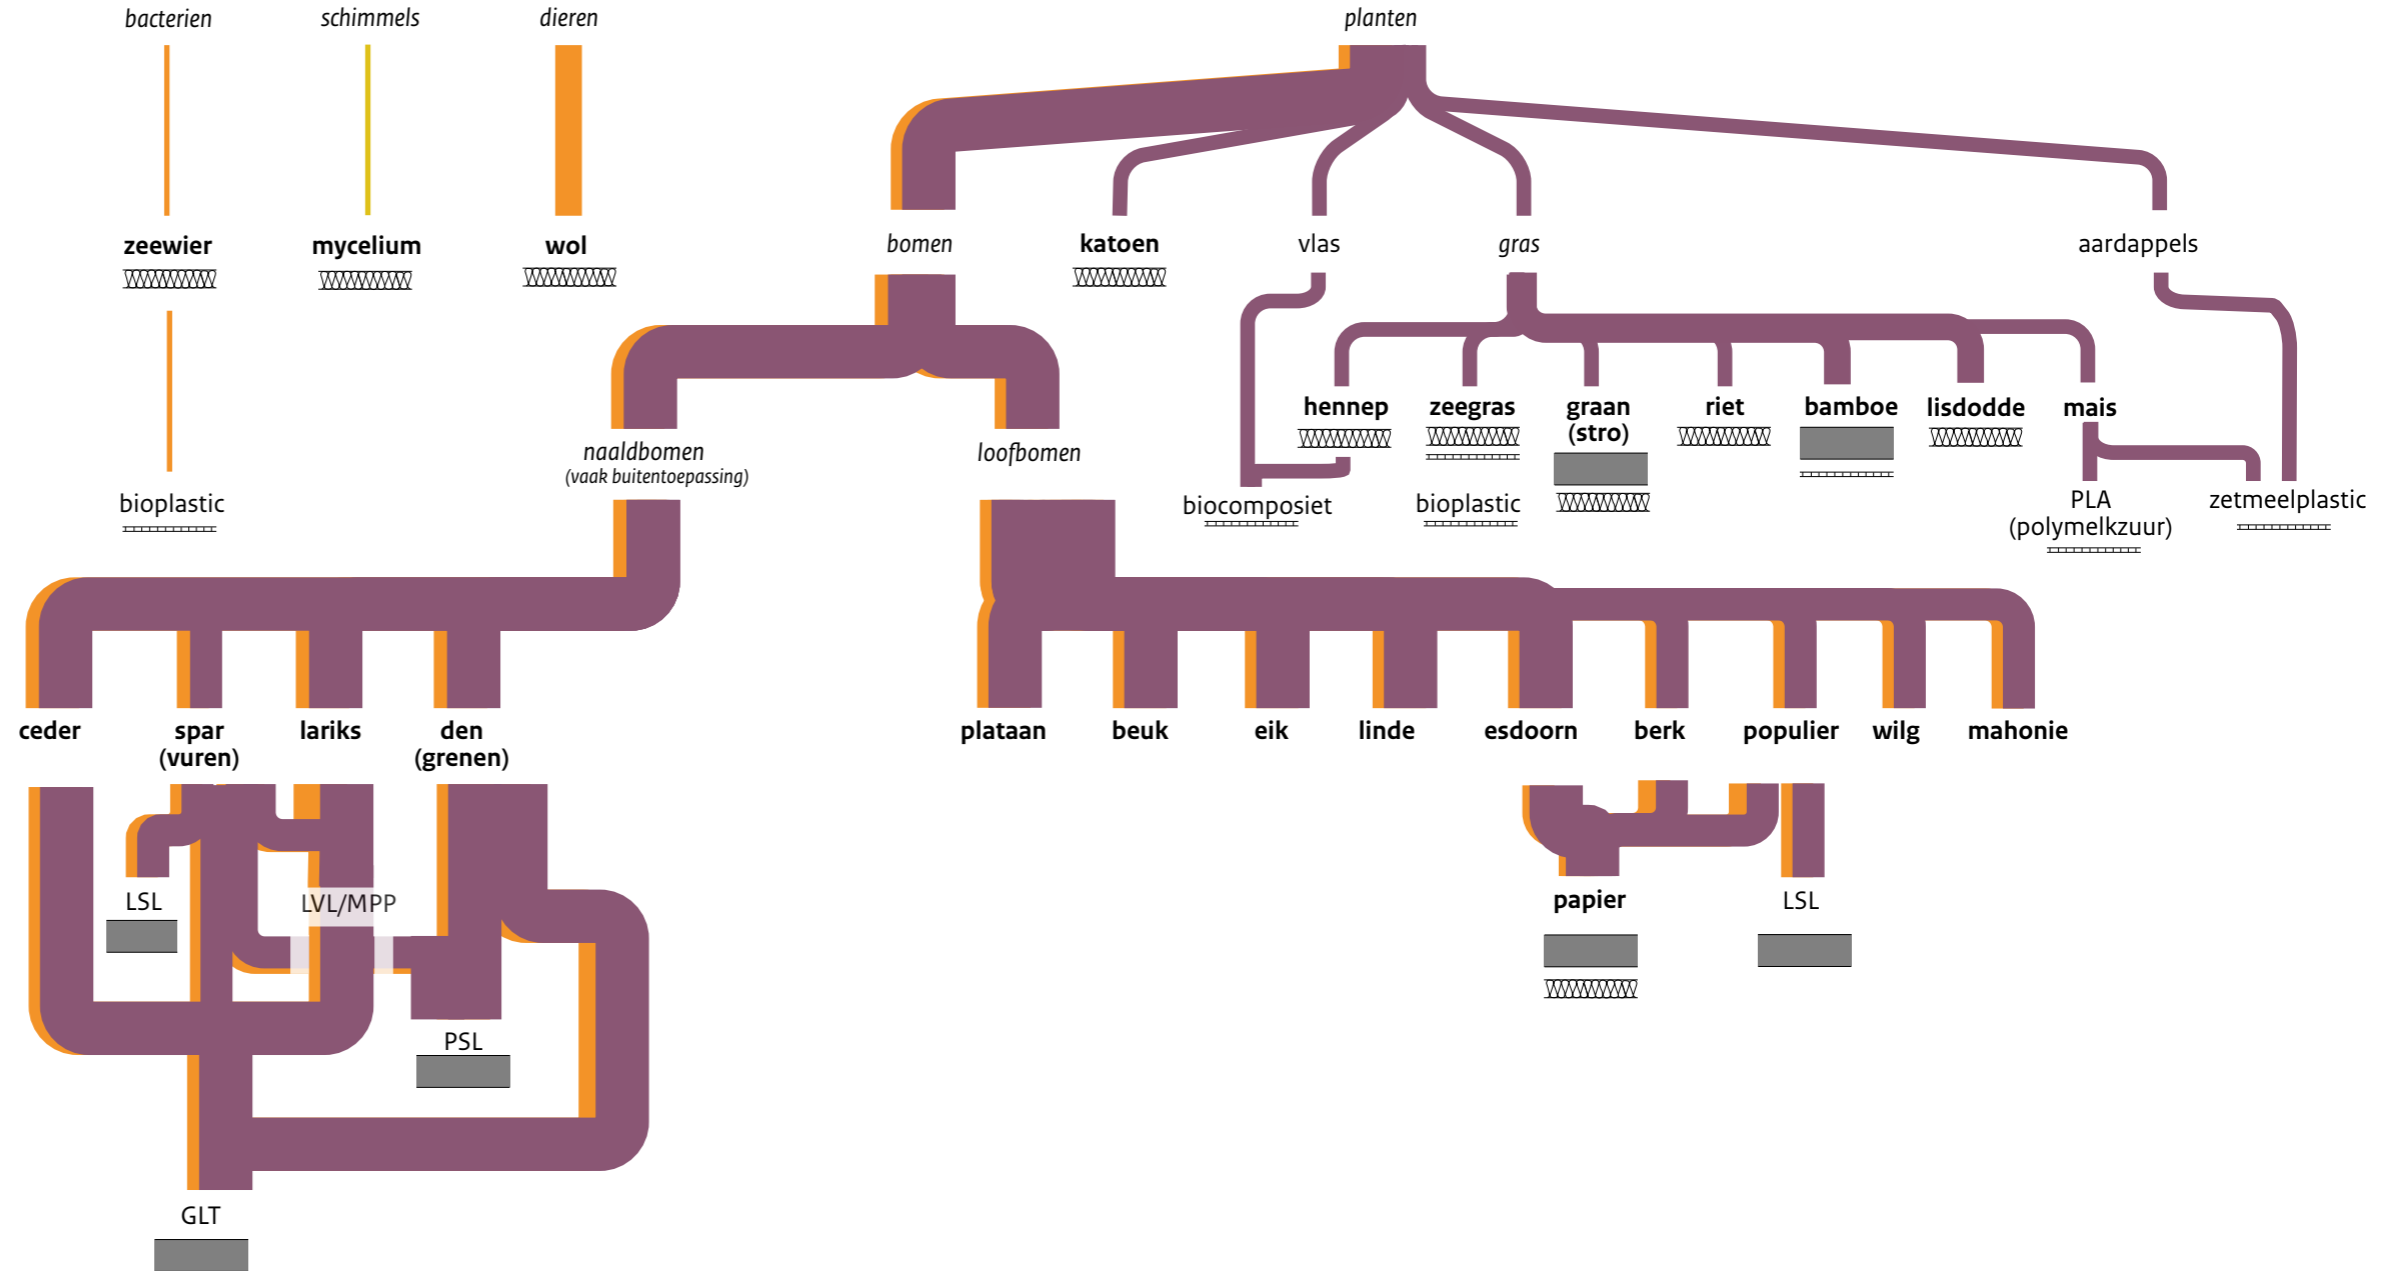 bacterien
schimmels
dieren
planten
zeewier
mycelium
wol
bomen
katoen
vlas
gras
aardappels
hennep
zeegras
graan
(stro)
riet
bamboe
lisdodde
mais
naaldbomen
(vaak buitentoepassing)
loofbomen
bioplastic
biocomposiet
bioplastic
PLA
(polymelkzuur)
zetmeelplastic
ceder
spar
(vuren)
lariks
den
(grenen)
plataan
beuk
eik
linde
esdoorn
berk
populier
wilg
mahonie
LSL
LVL/MPP
papier
LSL
PSL
GLT